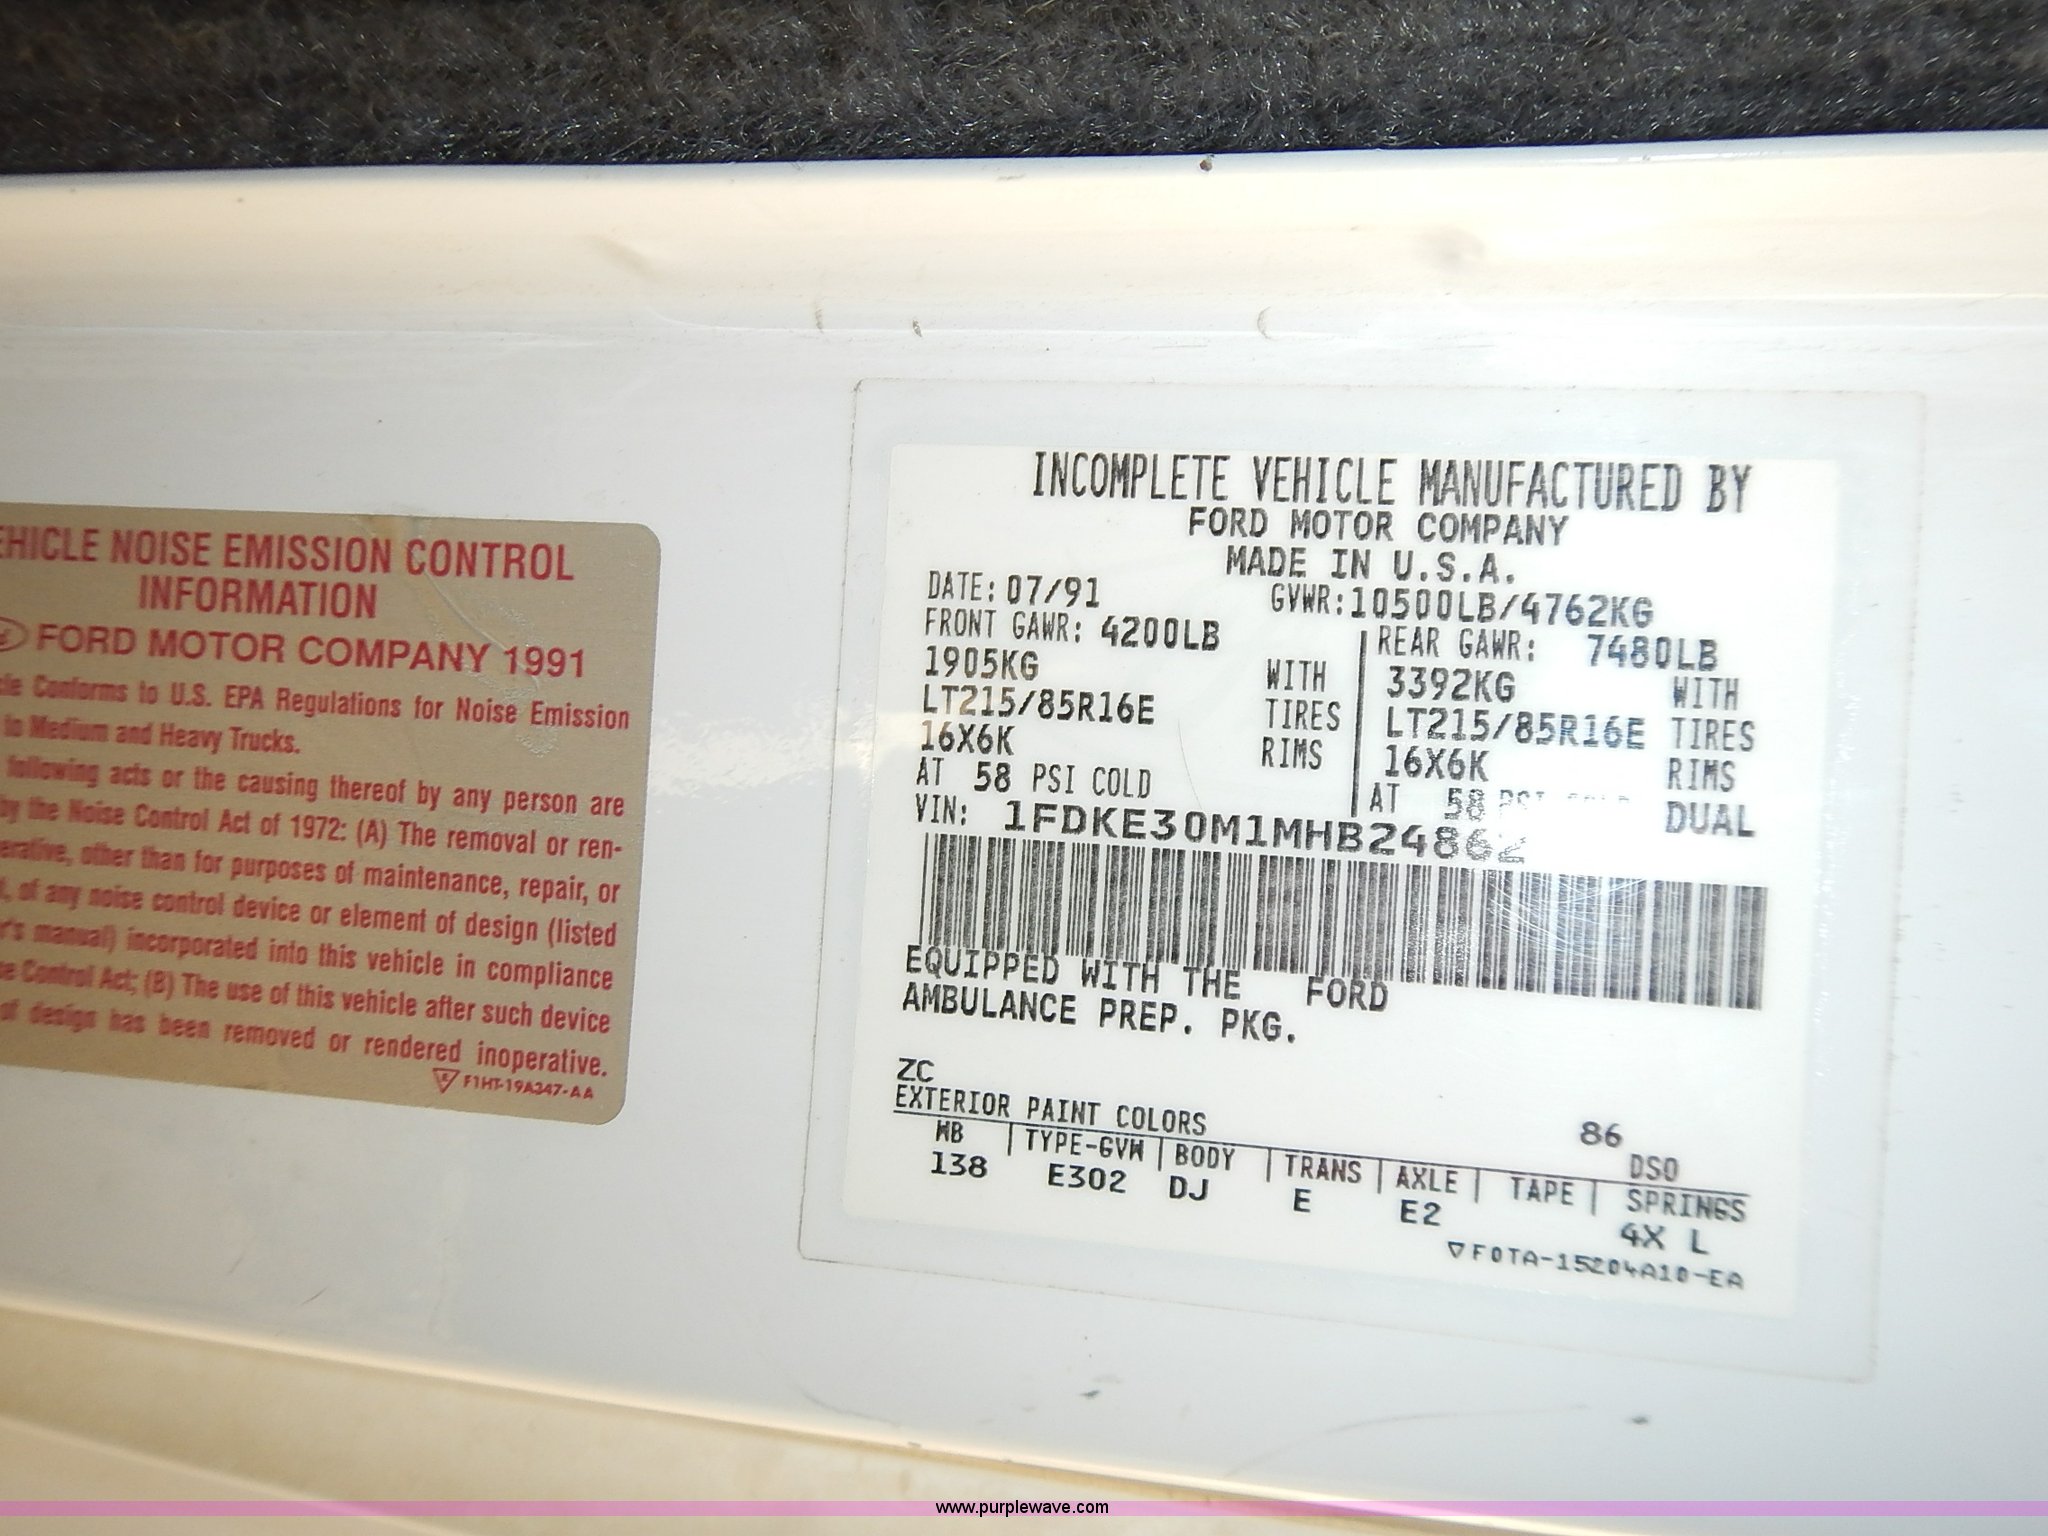 EHICLE NOISE EMISSION CONTROL
INFORMATION
FORD MOTOR COMPANY 1991
cle Conforms to U.S. EPA Regulations for Noise Emission
to Medium and Heavy Trucks.
following acts or the causing thereof by any person are
by the Noise Control Act of 1972: (A) The removal or ren-
erative, other than for purposes of maintenance, repair, or
, of any noise control device or element of design (listed
r's manual) incorporated into this vehicle in compliance
se Control Act; (B) The use of this vehicle after such device
of design has been removed or rendered inoperative.
F1HT-19A347-AA
INCOMPLETE VEHICLE MANUFACTURED BY
FORD MOTOR COMPANY
MADE IN U.S.A.
DATE: 07/91 GVWR:10500LB/4762KG
FRONT GAWR: 4200LB REAR GAWR: 7480LB
1905KG WITH 3392KG WITH
LT215/85R16E TIRES LT215/85R16E TIRES
16X6K RIMS 16X6K RIMS
AT 58 PSI COLD AT 58 PSI COLD DUAL
VIN: 1FDKE30M1MHB24862
EQUIPPED WITH THE FORD
AMBULANCE PREP. PKG.
ZC
EXTERIOR PAINT COLORS 86 DSO
WB | TYPE-GVW | BODY | TRANS | AXLE | TAPE | SPRINGS
138 E302 DJ E E2 4X L
F0TA-15204A10-EA
www.purplewave.com